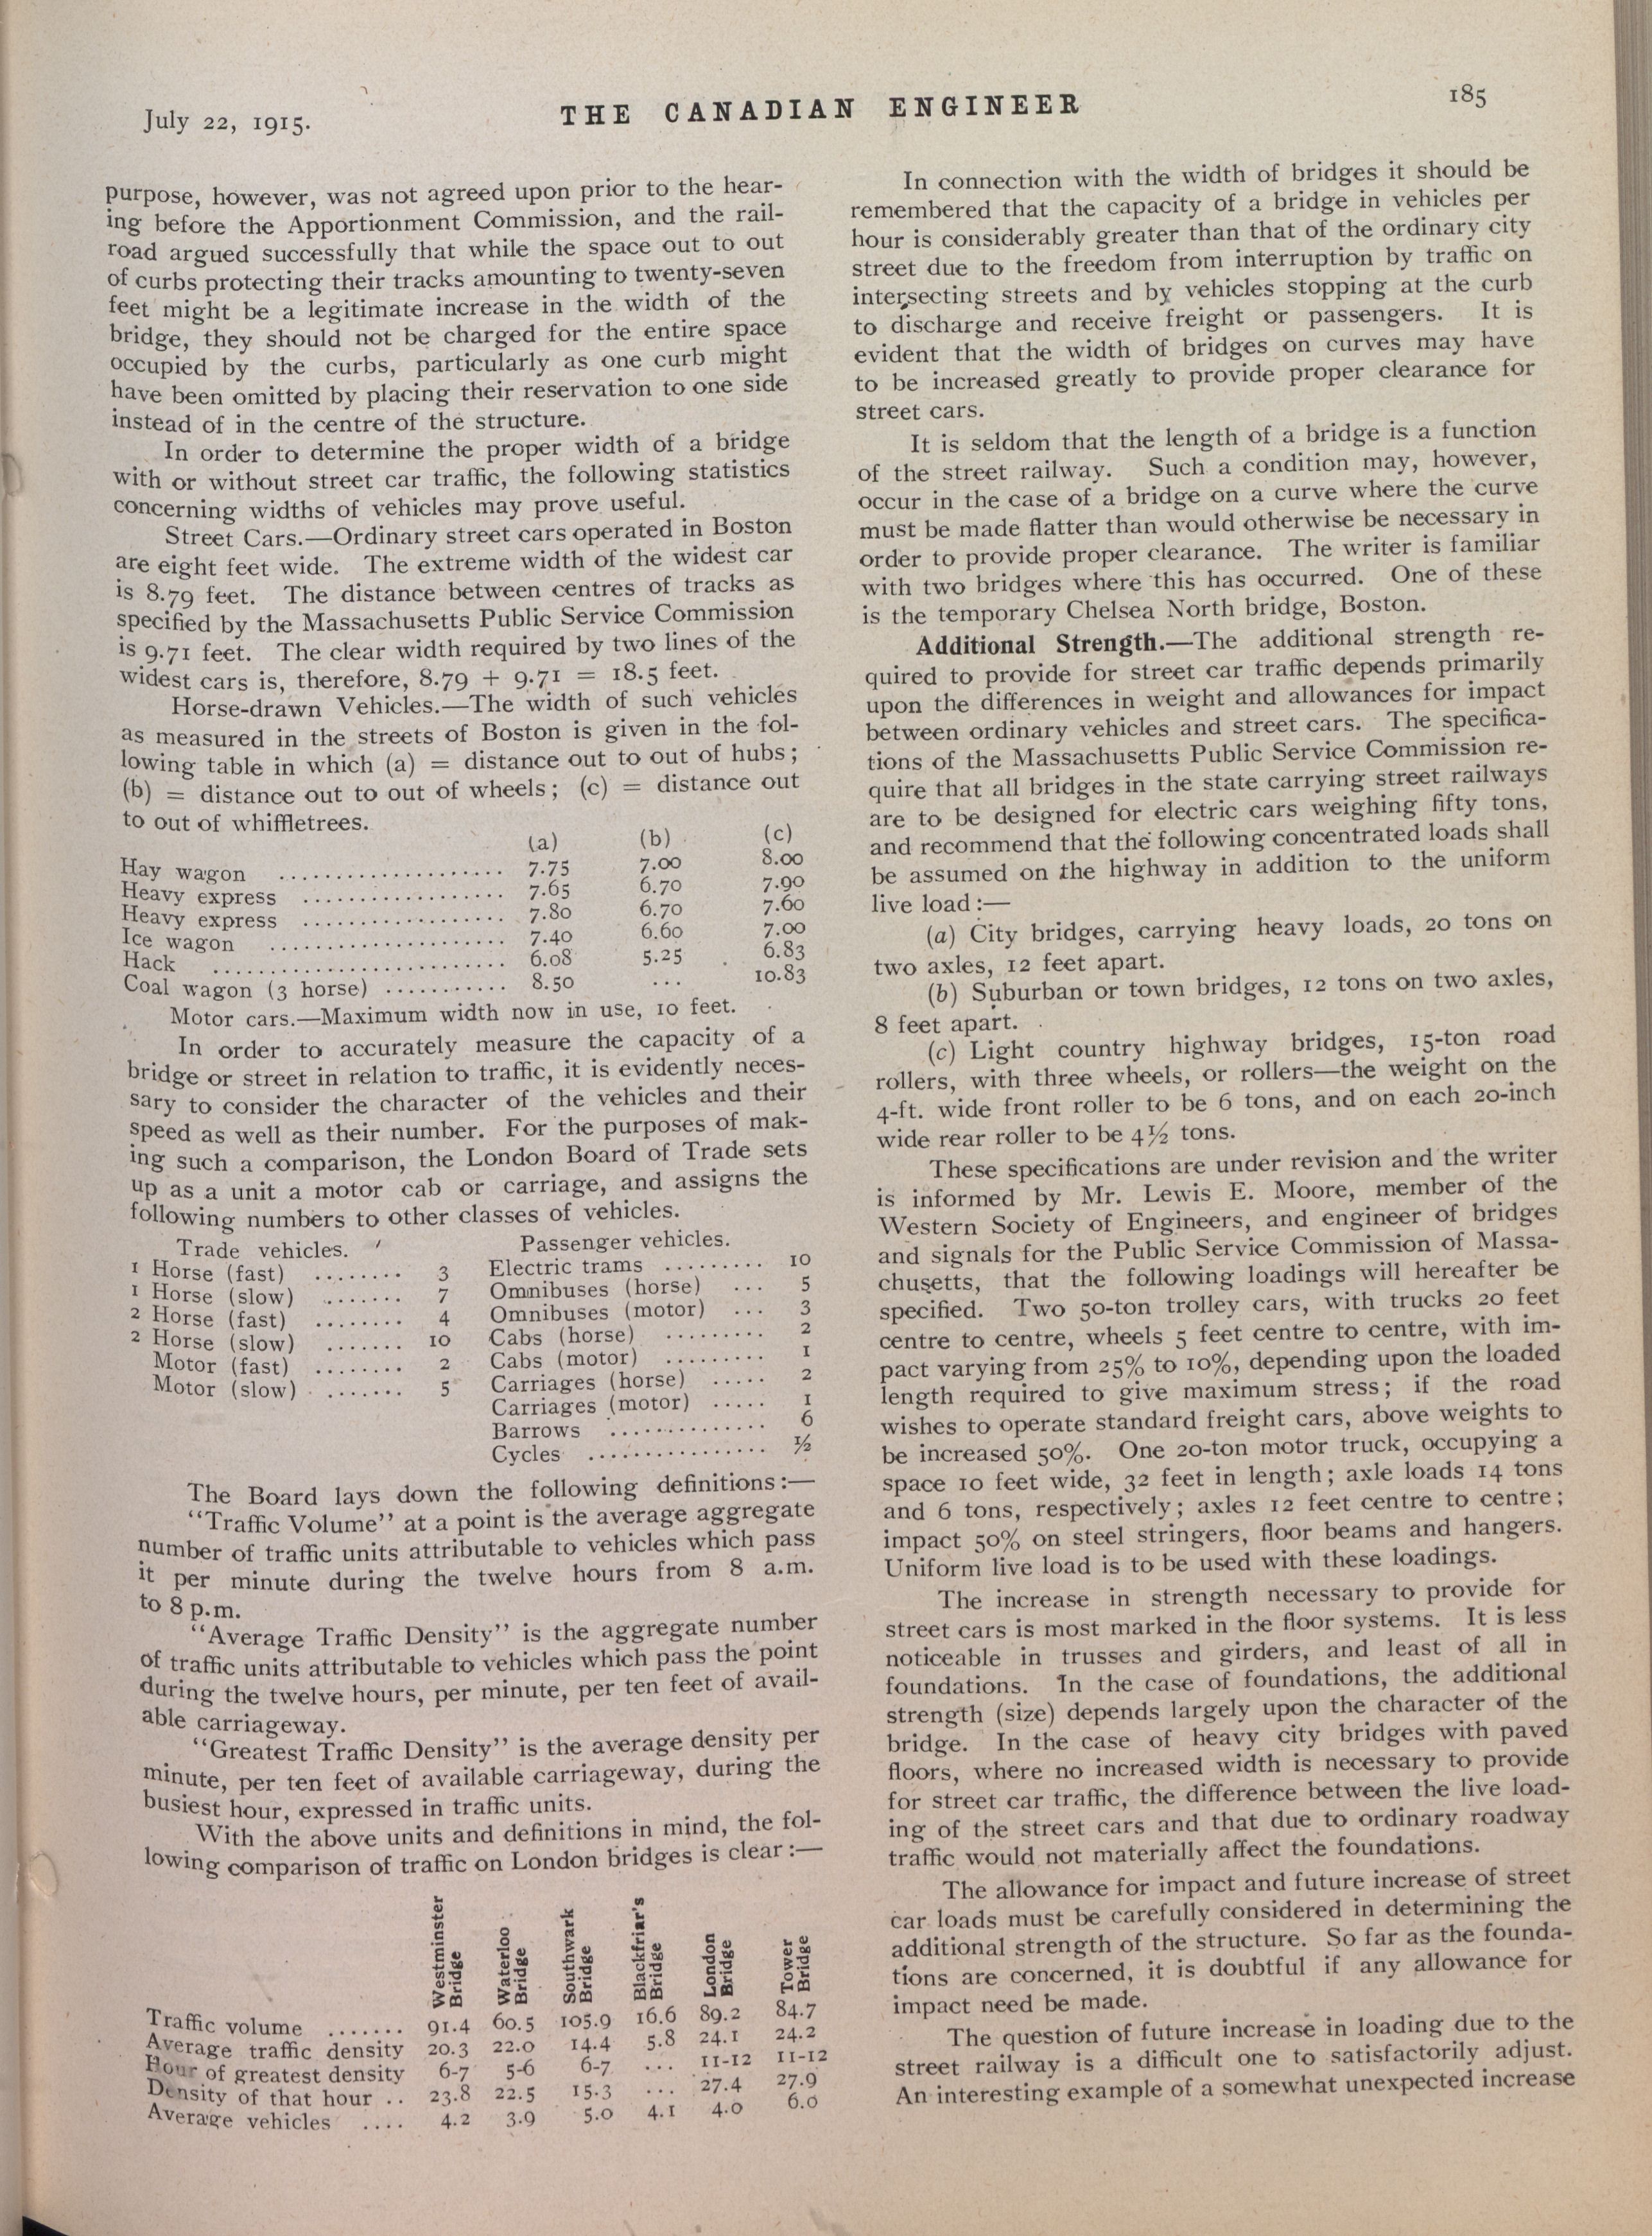 July 22, 1915.
THE CANADIAN ENGINEER
185
purpose, however, was not agreed upon prior to the hear-
ing before the Apportionment Commission, and the rail-
road argued successfully that while the space out to out
of curbs protecting their tracks amounting to twenty-seven
feet might be a legitimate increase in the width of the
bridge, they should not be charged for the entire space
occupied by the curbs, particularly as one curb might
have been omitted by placing their reservation to one side
instead of in the centre of the structure.
In order to determine the proper width of a bridge
with or without street car traffic, the following statistics
concerning widths of vehicles may prove useful.
Street Cars.—Ordinary street cars operated in Boston
are eight feet wide. The extreme width of the widest car
is 8.79 feet. The distance between centres of tracks as
specified by the Massachusetts Public Service Commission
is 9.71 feet. The clear width required by two lines of the
widest cars is, therefore, 8.79 + 9.71 = 18.5 feet.
Horse-drawn Vehicles.—The width of such vehicles
as measured in the streets of Boston is given in the fol-
lowing table in which (a) = distance out to out of hubs;
(b) = distance out to out of wheels; (c) = distance out
to out of whiffletrees.
(a) (b) (c)
Hay wagon .................... 7.75 7.00 8.00
Heavy express .................. 7.65 6.70 7.90
Heavy express .................. 7.80 6.70 7.60
Ice wagon ..................... 7.40 6.60 7.00
Hack .......................... 6.08 5.25 6.83
Coal wagon (3 horse) ........... 8.50 ... 10.83
Motor cars.—Maximum width now in use, 10 feet.
In order to accurately measure the capacity of a
bridge or street in relation to traffic, it is evidently neces-
sary to consider the character of the vehicles and their
speed as well as their number. For the purposes of mak-
ing such a comparison, the London Board of Trade sets
up as a unit a motor cab or carriage, and assigns the
following numbers to other classes of vehicles.
Trade vehicles. Passenger vehicles.
1 Horse (fast) ........ 3 Electric trams ......... 10
1 Horse (slow) ....... 7 Omnibuses (horse) ... 5
2 Horse (fast) ........ 4 Omnibuses (motor) ... 3
2 Horse (slow) ....... 10 Cabs (horse) ......... 2
Motor (fast) ........ 2 Cabs (motor) ......... 1
Motor (slow) ....... 5 Carriages (horse) ..... 2
Carriages (motor) ..... 1
Barrows .............. 6
Cycles ................ ½
The Board lays down the following definitions:—
"Traffic Volume" at a point is the average aggregate
number of traffic units attributable to vehicles which pass
it per minute during the twelve hours from 8 a.m.
to 8 p.m.
"Average Traffic Density" is the aggregate number
of traffic units attributable to vehicles which pass the point
during the twelve hours, per minute, per ten feet of avail-
able carriageway.
"Greatest Traffic Density" is the average density per
minute, per ten feet of available carriageway, during the
busiest hour, expressed in traffic units.
With the above units and definitions in mind, the fol-
lowing comparison of traffic on London bridges is clear:—
Westminster Bridge Waterloo Bridge Southwark Bridge Blackfriar's Bridge London Bridge Tower Bridge
Traffic volume ....... 91.4 60.5 105.9 16.6 89.2 84.7
Average traffic density 20.3 22.0 14.4 5.8 24.1 24.2
Hour of greatest density 6-7 5-6 6-7 ... 11-12 11-12
Density of that hour .. 23.8 22.5 15.3 ... 27.4 27.9
Average vehicles .... 4.2 3.9 5.0 4.1 4.0 6.0
In connection with the width of bridges it should be
remembered that the capacity of a bridge in vehicles per
hour is considerably greater than that of the ordinary city
street due to the freedom from interruption by traffic on
intersecting streets and by vehicles stopping at the curb
to discharge and receive freight or passengers. It is
evident that the width of bridges on curves may have
to be increased greatly to provide proper clearance for
street cars.
It is seldom that the length of a bridge is a function
of the street railway. Such a condition may, however,
occur in the case of a bridge on a curve where the curve
must be made flatter than would otherwise be necessary in
order to provide proper clearance. The writer is familiar
with two bridges where this has occurred. One of these
is the temporary Chelsea North bridge, Boston.
Additional Strength.—The additional strength re-
quired to provide for street car traffic depends primarily
upon the differences in weight and allowances for impact
between ordinary vehicles and street cars. The specifica-
tions of the Massachusetts Public Service Commission re-
quire that all bridges in the state carrying street railways
are to be designed for electric cars weighing fifty tons,
and recommend that the following concentrated loads shall
be assumed on the highway in addition to the uniform
live load:—
(a) City bridges, carrying heavy loads, 20 tons on
two axles, 12 feet apart.
(b) Suburban or town bridges, 12 tons on two axles,
8 feet apart.
(c) Light country highway bridges, 15-ton road
rollers, with three wheels, or rollers—the weight on the
4-ft. wide front roller to be 6 tons, and on each 20-inch
wide rear roller to be 4½ tons.
These specifications are under revision and the writer
is informed by Mr. Lewis E. Moore, member of the
Western Society of Engineers, and engineer of bridges
and signals for the Public Service Commission of Massa-
chusetts, that the following loadings will hereafter be
specified. Two 50-ton trolley cars, with trucks 20 feet
centre to centre, wheels 5 feet centre to centre, with im-
pact varying from 25% to 10%, depending upon the loaded
length required to give maximum stress; if the road
wishes to operate standard freight cars, above weights to
be increased 50%. One 20-ton motor truck, occupying a
space 10 feet wide, 32 feet in length; axle loads 14 tons
and 6 tons, respectively; axles 12 feet centre to centre;
impact 50% on steel stringers, floor beams and hangers.
Uniform live load is to be used with these loadings.
The increase in strength necessary to provide for
street cars is most marked in the floor systems. It is less
noticeable in trusses and girders, and least of all in
foundations. In the case of foundations, the additional
strength (size) depends largely upon the character of the
bridge. In the case of heavy city bridges with paved
floors, where no increased width is necessary to provide
for street car traffic, the difference between the live load-
ing of the street cars and that due to ordinary roadway
traffic would not materially affect the foundations.
The allowance for impact and future increase of street
car loads must be carefully considered in determining the
additional strength of the structure. So far as the founda-
tions are concerned, it is doubtful if any allowance for
impact need be made.
The question of future increase in loading due to the
street railway is a difficult one to satisfactorily adjust.
An interesting example of a somewhat unexpected increase